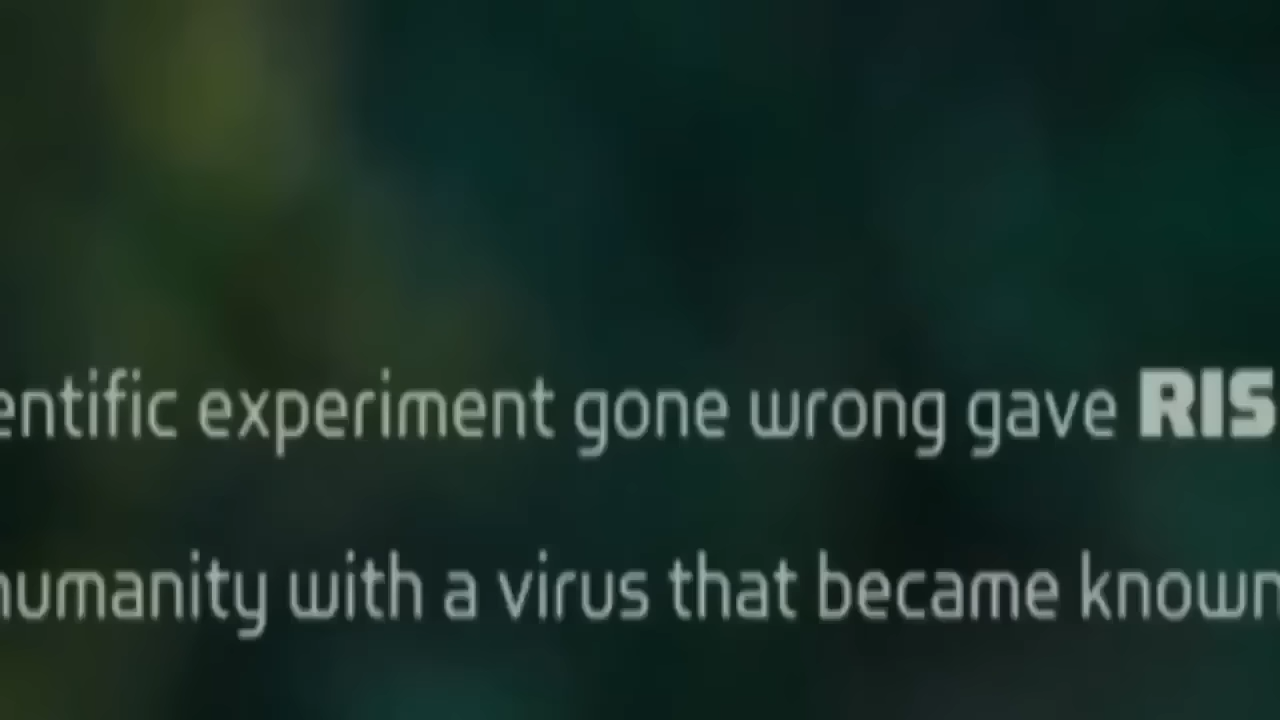 entific experiment gone wrong gave RIS
humanity with a virus that became known